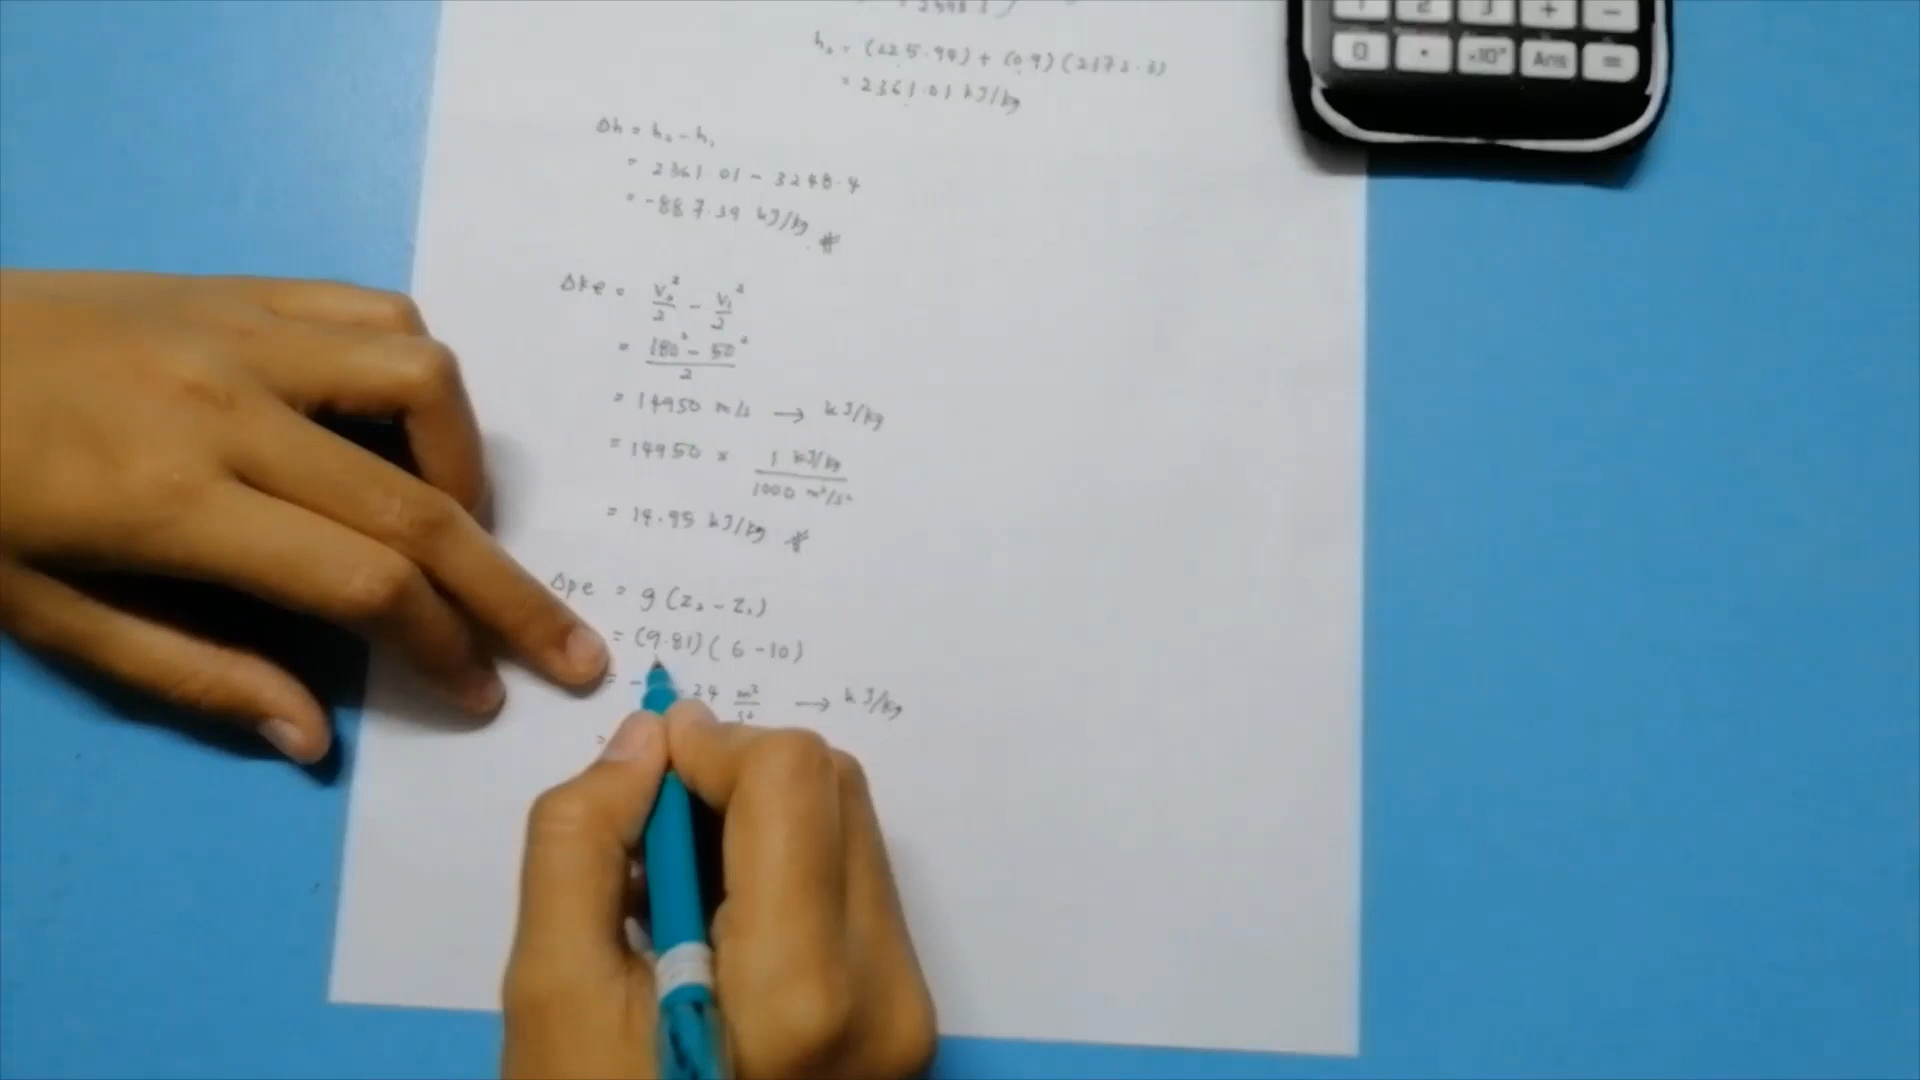 h₂ = (225.94) + (0.9)(2372.3)
= 2361.01 kJ/kg
Δh = h₂ - h₁
= 2361.01 - 3248.4
= -887.39 kJ/kg #
Δke = V₂²/2 - V₁²/2
= 180² - 50² / 2
= 14950 m/s → kJ/kg
= 14950 × 1 kJ/kg / 1000 m²/s²
= 14.95 kJ/kg #
Δpe = g(z₂ - z₁)
= (9.81)(6 - 10)
= - .24 m²/s² → kJ/kg
=
1 2 3 + −
0 . ×10ˣ Ans =